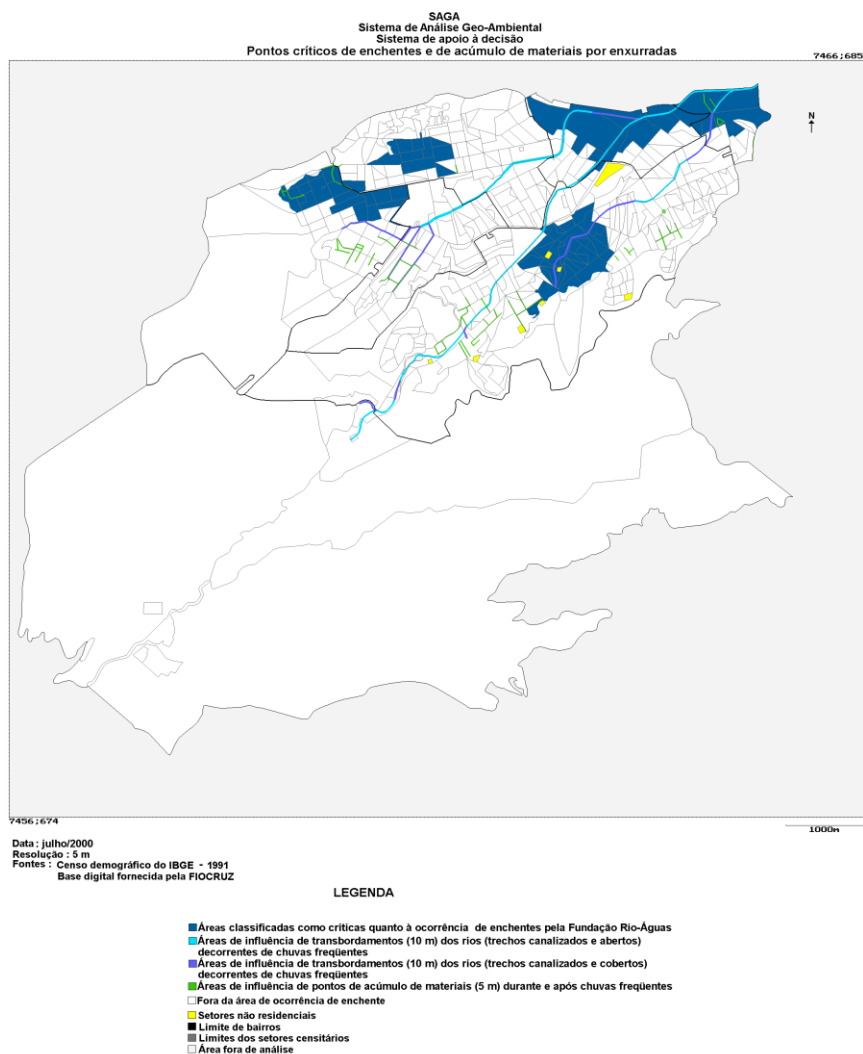 SAGA
Sistema de Análise Geo-Ambiental
Sistema de apoio à decisão
Pontos críticos de enchentes e de acúmulo de materiais por enxurradas
7466;685
N
7456;674
1000m
Data : julho/2000
Resolução : 5 m
Fontes : Censo demográfico do IBGE - 1991
Base digital fornecida pela FIOCRUZ
LEGENDA
Áreas classificadas como críticas quanto à ocorrência de enchentes pela Fundação Rio-Águas
Áreas de influência de transbordamentos (10 m) dos rios (trechos canalizados e abertos)
decorrentes de chuvas freqüentes
Áreas de influência de transbordamentos (10 m) dos rios (trechos canalizados e cobertos)
decorrentes de chuvas freqüentes
Áreas de influência de pontos de acúmulo de materiais (5 m) durante e após chuvas freqüentes
Fora da área de ocorrência de enchente
Setores não residenciais
Limite de bairros
Limites dos setores censitários
Área fora de análise